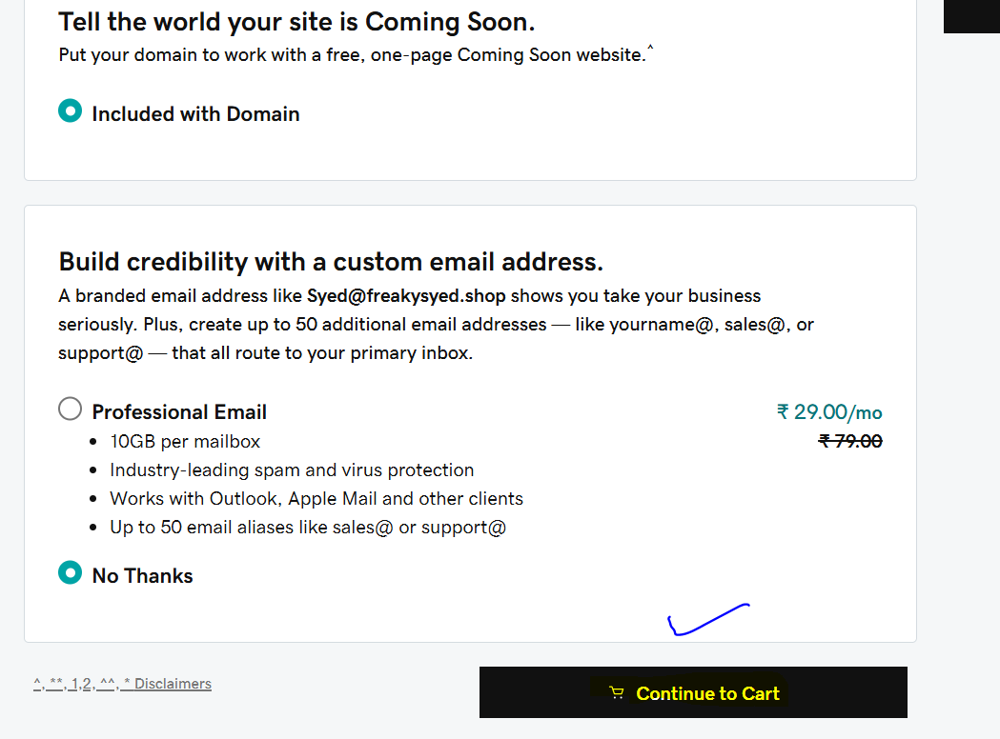 Tell the world your site is Coming Soon.
Put your domain to work with a free, one-page Coming Soon website.^
Included with Domain
Build credibility with a custom email address.
A branded email address like Syed@freakysyed.shop shows you take your business
seriously. Plus, create up to 50 additional email addresses — like yourname@, sales@, or
support@ — that all route to your primary inbox.
Professional Email ₹ 29.00/mo
• 10GB per mailbox ₹ 79.00
• Industry-leading spam and virus protection
• Works with Outlook, Apple Mail and other clients
• Up to 50 email aliases like sales@ or support@
No Thanks
^, **, 1,2, ^^, * Disclaimers
Continue to Cart